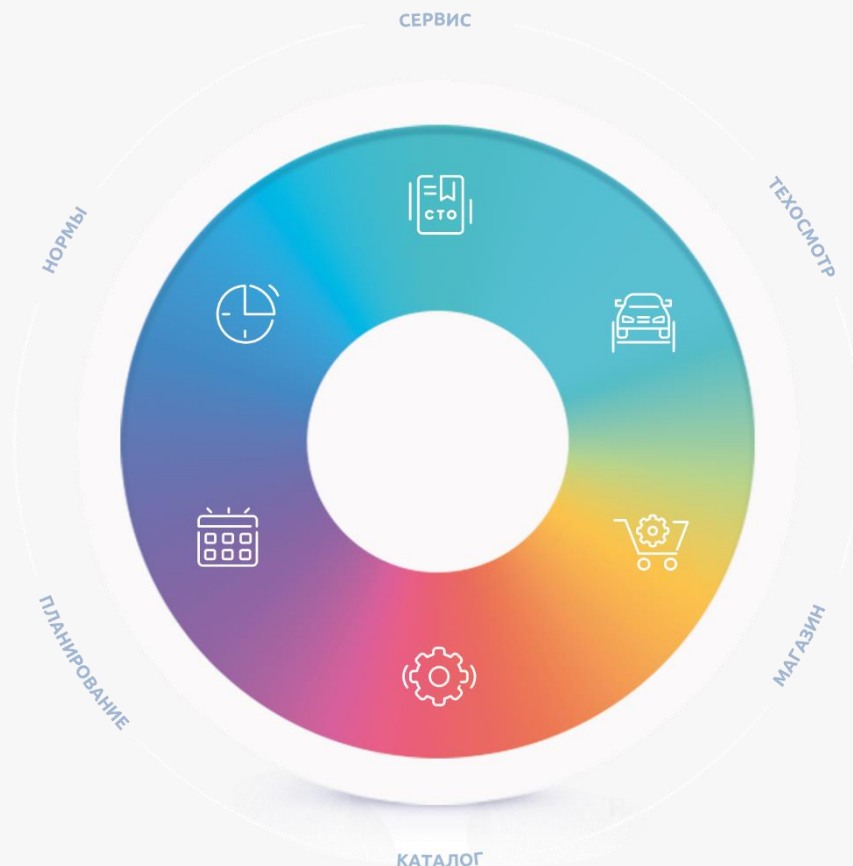 СЕРВИС
ТЕХОСМОТР
МАГАЗИН
КАТАЛОГ
ПЛАНИРОВАНИЕ
НОРМЫ
СТО